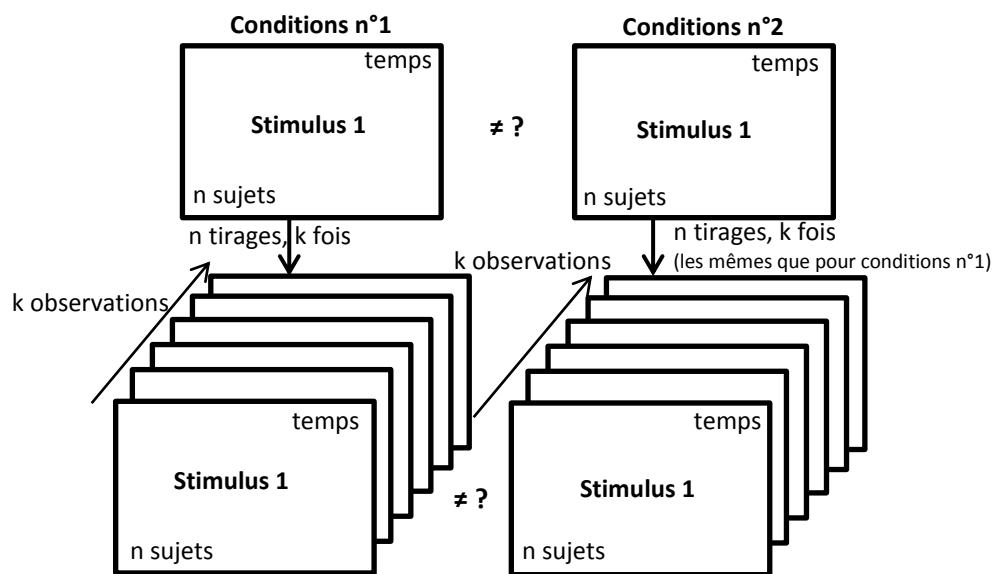 Conditions n°1
Conditions n°2
temps
temps
Stimulus 1
≠ ?
Stimulus 1
n sujets
n sujets
n tirages, k fois
n tirages, k fois
(les mêmes que pour conditions n°1)
k observations
k observations
temps
temps
Stimulus 1
≠ ?
Stimulus 1
n sujets
n sujets